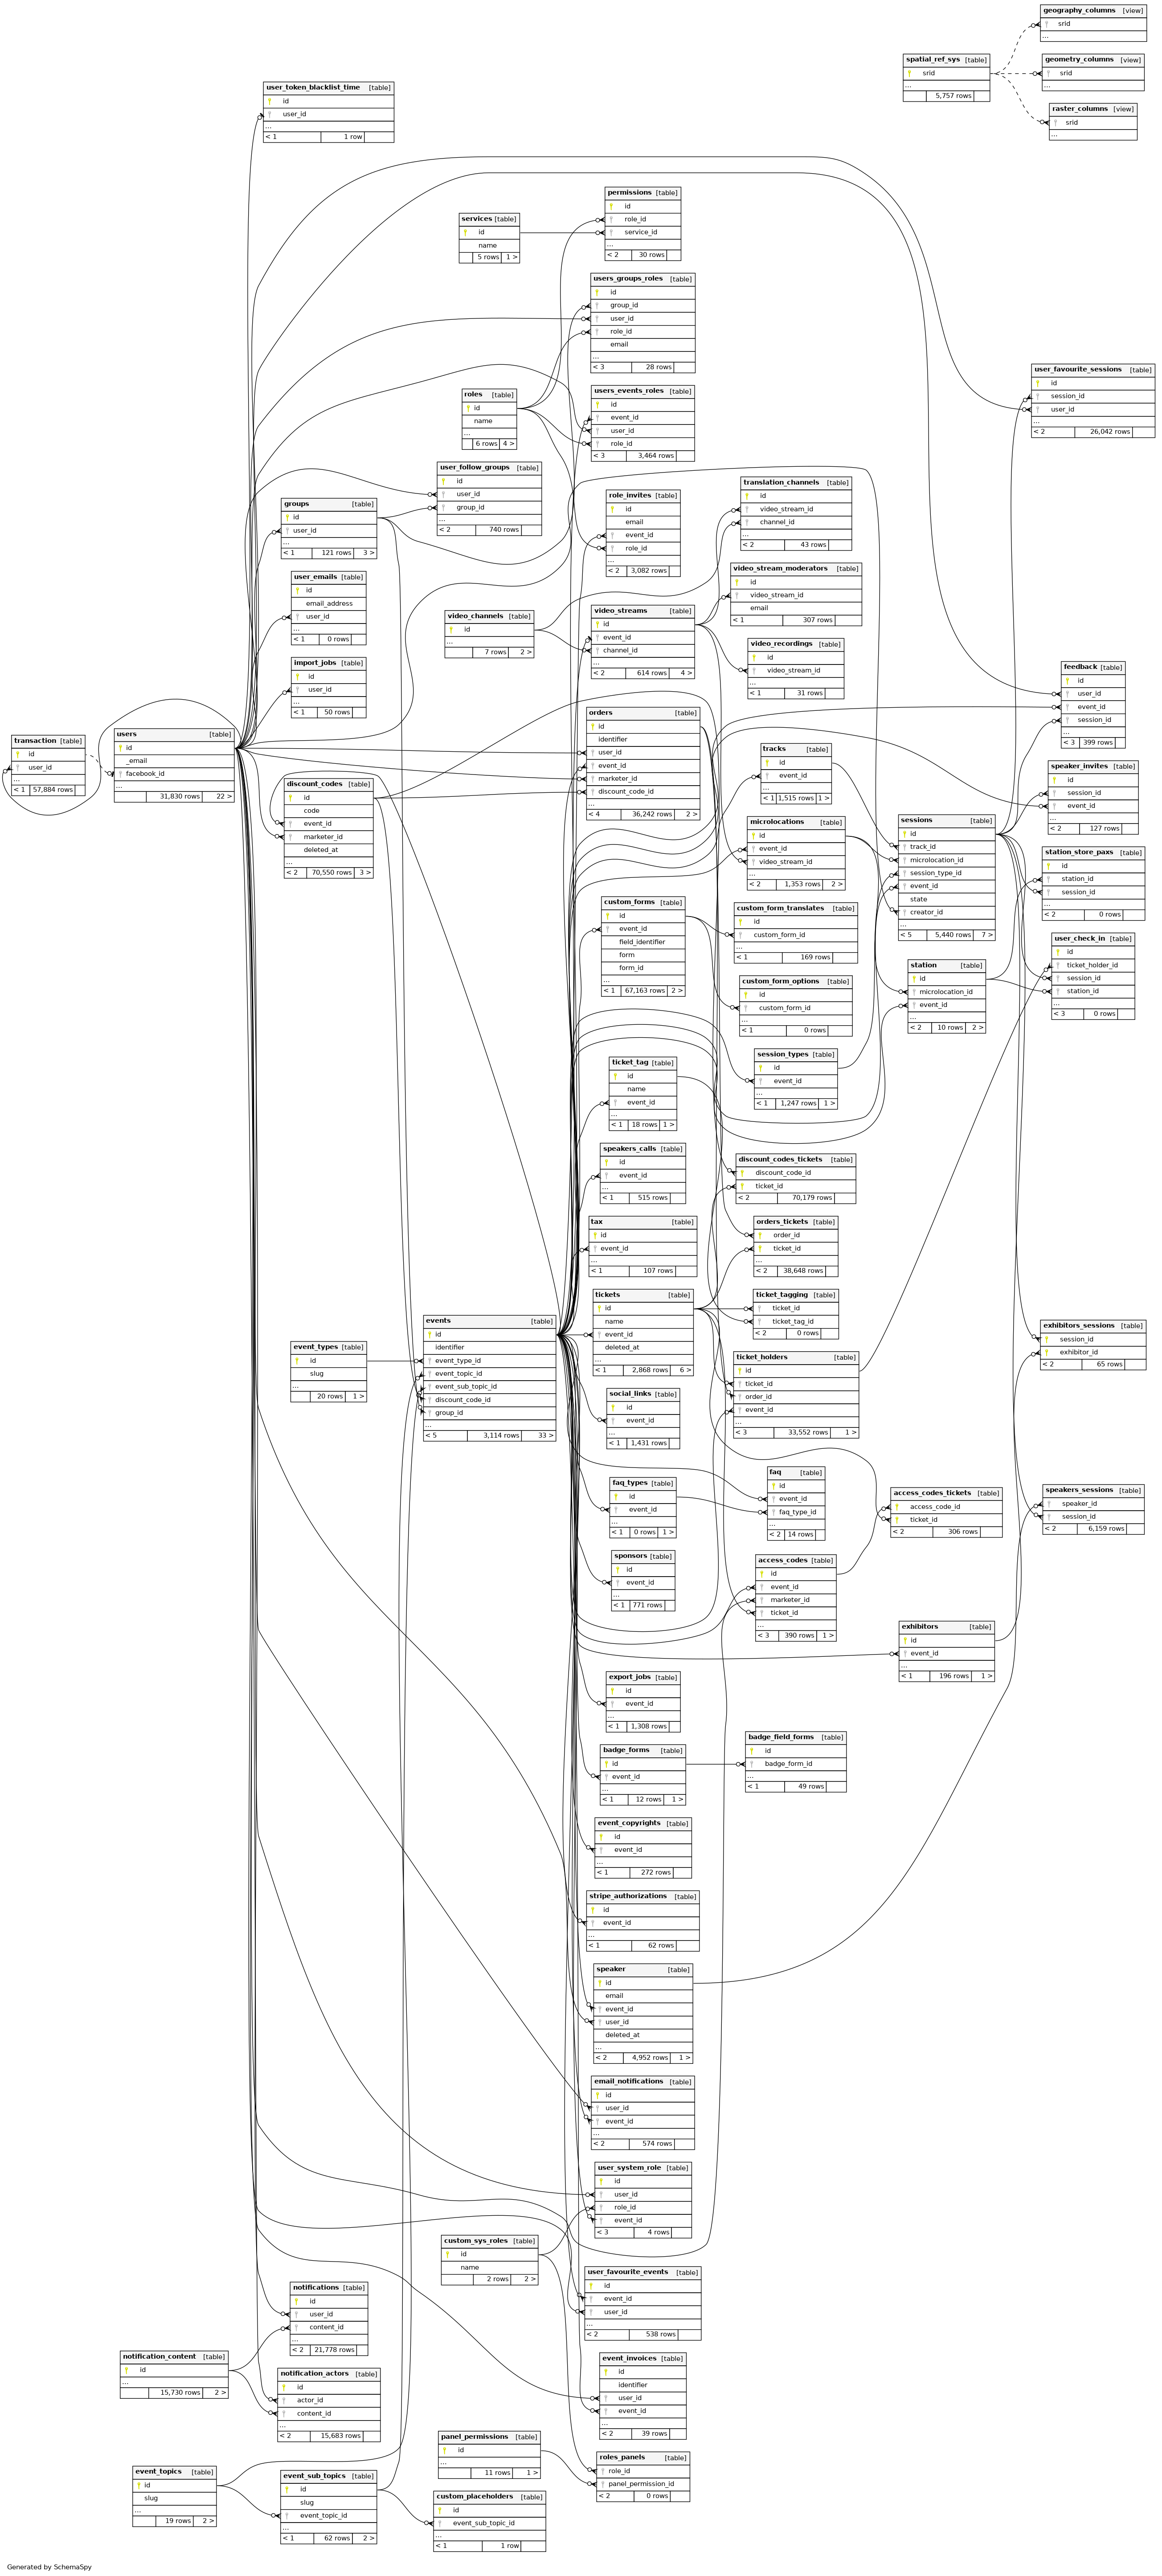 geography_columns [view]
srid
...
spatial_ref_sys [table]
srid
...
5,757 rows
geometry_columns [view]
srid
...
raster_columns [view]
srid
...
user_token_blacklist_time [table]
id
user_id
...
< 1 1 row
permissions [table]
id
role_id
service_id
...
< 2 30 rows
services [table]
id
name
5 rows 1 >
users_groups_roles [table]
id
group_id
user_id
role_id
email
...
< 3 28 rows
user_favourite_sessions [table]
id
session_id
user_id
...
< 2 26,042 rows
roles [table]
id
name
...
6 rows 4 >
users_events_roles [table]
id
event_id
user_id
role_id
< 3 3,464 rows
user_follow_groups [table]
id
user_id
group_id
...
< 2 740 rows
groups [table]
id
user_id
...
< 1 121 rows 3 >
role_invites [table]
id
email
event_id
role_id
...
< 2 3,082 rows
translation_channels [table]
id
video_stream_id
channel_id
...
< 2 43 rows
user_emails [table]
id
email_address
user_id
...
< 1 0 rows
video_stream_moderators [table]
id
video_stream_id
email
< 1 307 rows
video_channels [table]
id
...
7 rows 2 >
video_streams [table]
id
event_id
channel_id
...
< 2 614 rows 4 >
video_recordings [table]
id
video_stream_id
...
< 1 31 rows
import_jobs [table]
id
user_id
...
< 1 50 rows
feedback [table]
id
user_id
event_id
session_id
...
< 3 399 rows
transaction [table]
id
user_id
...
< 1 57,884 rows
users [table]
id
_email
facebook_id
...
31,830 rows 22 >
orders [table]
id
identifier
user_id
event_id
marketer_id
discount_code_id
...
< 4 36,242 rows 2 >
tracks [table]
id
event_id
...
< 1 1,515 rows 1 >
speaker_invites [table]
id
session_id
event_id
...
< 2 127 rows
discount_codes [table]
id
code
event_id
marketer_id
deleted_at
...
< 2 70,550 rows 3 >
microlocations [table]
id
event_id
video_stream_id
...
< 2 1,353 rows 2 >
sessions [table]
id
track_id
microlocation_id
session_type_id
event_id
state
creator_id
...
< 5 5,440 rows 7 >
station_store_paxs [table]
id
station_id
session_id
...
< 2 0 rows
custom_forms [table]
id
event_id
field_identifier
form
form_id
...
< 1 67,163 rows 2 >
custom_form_translates [table]
id
custom_form_id
...
< 1 169 rows
user_check_in [table]
id
ticket_holder_id
session_id
station_id
...
< 3 0 rows
station [table]
id
microlocation_id
event_id
...
< 2 10 rows 2 >
custom_form_options [table]
id
custom_form_id
...
< 1 0 rows
session_types [table]
id
event_id
...
< 1 1,247 rows 1 >
ticket_tag [table]
id
name
event_id
...
< 1 18 rows 1 >
speakers_calls [table]
id
event_id
...
< 1 515 rows
discount_codes_tickets [table]
discount_code_id
ticket_id
< 2 70,179 rows
tax [table]
id
event_id
...
< 1 107 rows
orders_tickets [table]
order_id
ticket_id
...
< 2 38,648 rows
tickets [table]
id
name
event_id
deleted_at
...
< 1 2,868 rows 6 >
ticket_tagging [table]
ticket_id
ticket_tag_id
< 2 0 rows
events [table]
id
identifier
event_type_id
event_topic_id
event_sub_topic_id
discount_code_id
group_id
...
< 5 3,114 rows 33 >
event_types [table]
id
slug
...
20 rows 1 >
exhibitors_sessions [table]
session_id
exhibitor_id
< 2 65 rows
ticket_holders [table]
id
ticket_id
order_id
event_id
...
< 3 33,552 rows 1 >
social_links [table]
id
event_id
...
< 1 1,431 rows
faq [table]
id
event_id
faq_type_id
...
< 2 14 rows
faq_types [table]
id
event_id
...
< 1 0 rows 1 >
access_codes_tickets [table]
access_code_id
ticket_id
< 2 306 rows
speakers_sessions [table]
speaker_id
session_id
< 2 6,159 rows
sponsors [table]
id
event_id
...
< 1 771 rows
access_codes [table]
id
event_id
marketer_id
ticket_id
...
< 3 390 rows 1 >
exhibitors [table]
id
event_id
...
< 1 196 rows 1 >
export_jobs [table]
id
event_id
...
< 1 1,308 rows
badge_forms [table]
id
event_id
...
< 1 12 rows 1 >
badge_field_forms [table]
id
badge_form_id
...
< 1 49 rows
event_copyrights [table]
id
event_id
...
< 1 272 rows
stripe_authorizations [table]
id
event_id
...
< 1 62 rows
speaker [table]
id
email
event_id
user_id
deleted_at
...
< 2 4,952 rows 1 >
email_notifications [table]
id
user_id
event_id
...
< 2 574 rows
user_system_role [table]
id
user_id
role_id
event_id
< 3 4 rows
custom_sys_roles [table]
id
name
2 rows 2 >
user_favourite_events [table]
id
event_id
user_id
...
< 2 538 rows
notifications [table]
id
user_id
content_id
...
< 2 21,778 rows
notification_content [table]
id
...
15,730 rows 2 >
event_invoices [table]
id
identifier
user_id
event_id
...
< 2 39 rows
notification_actors [table]
id
actor_id
content_id
...
< 2 15,683 rows
panel_permissions [table]
id
...
11 rows 1 >
roles_panels [table]
role_id
panel_permission_id
< 2 0 rows
event_topics [table]
id
slug
...
19 rows 2 >
event_sub_topics [table]
id
slug
event_topic_id
...
< 1 62 rows 2 >
custom_placeholders [table]
id
event_sub_topic_id
...
< 1 1 row
Generated by SchemaSpy